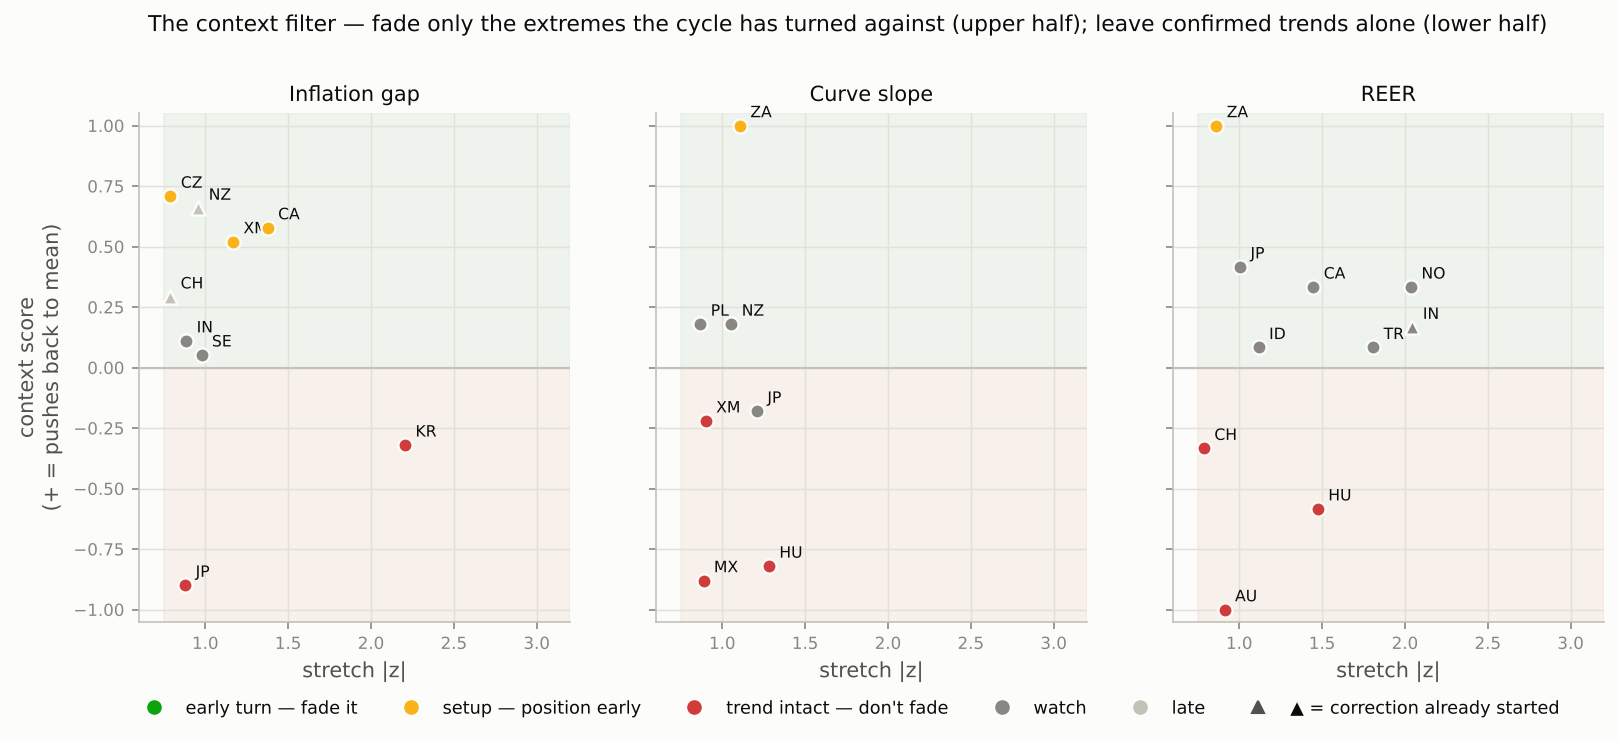 The context filter — fade only the extremes the cycle has turned against (upper half); leave confirmed trends alone (lower half)
Inflation gap
Curve slope
REER
context score
(+ = pushes back to mean)
1.00
0.75
0.50
0.25
0.00
−0.25
−0.50
−0.75
−1.00
CZ
NZ
CA
CH
IN
SE
KR
JP
1.0
1.5
2.0
2.5
3.0
stretch |z|
ZA
PL
NZ
XM
JP
MX
HU
1.0
1.5
2.0
2.5
3.0
stretch |z|
ZA
JP
CA
NO
IN
ID
TR
CH
HU
AU
1.0
1.5
2.0
2.5
3.0
stretch |z|
early turn — fade it
setup — position early
trend intact — don't fade
watch
late
▲ = correction already started